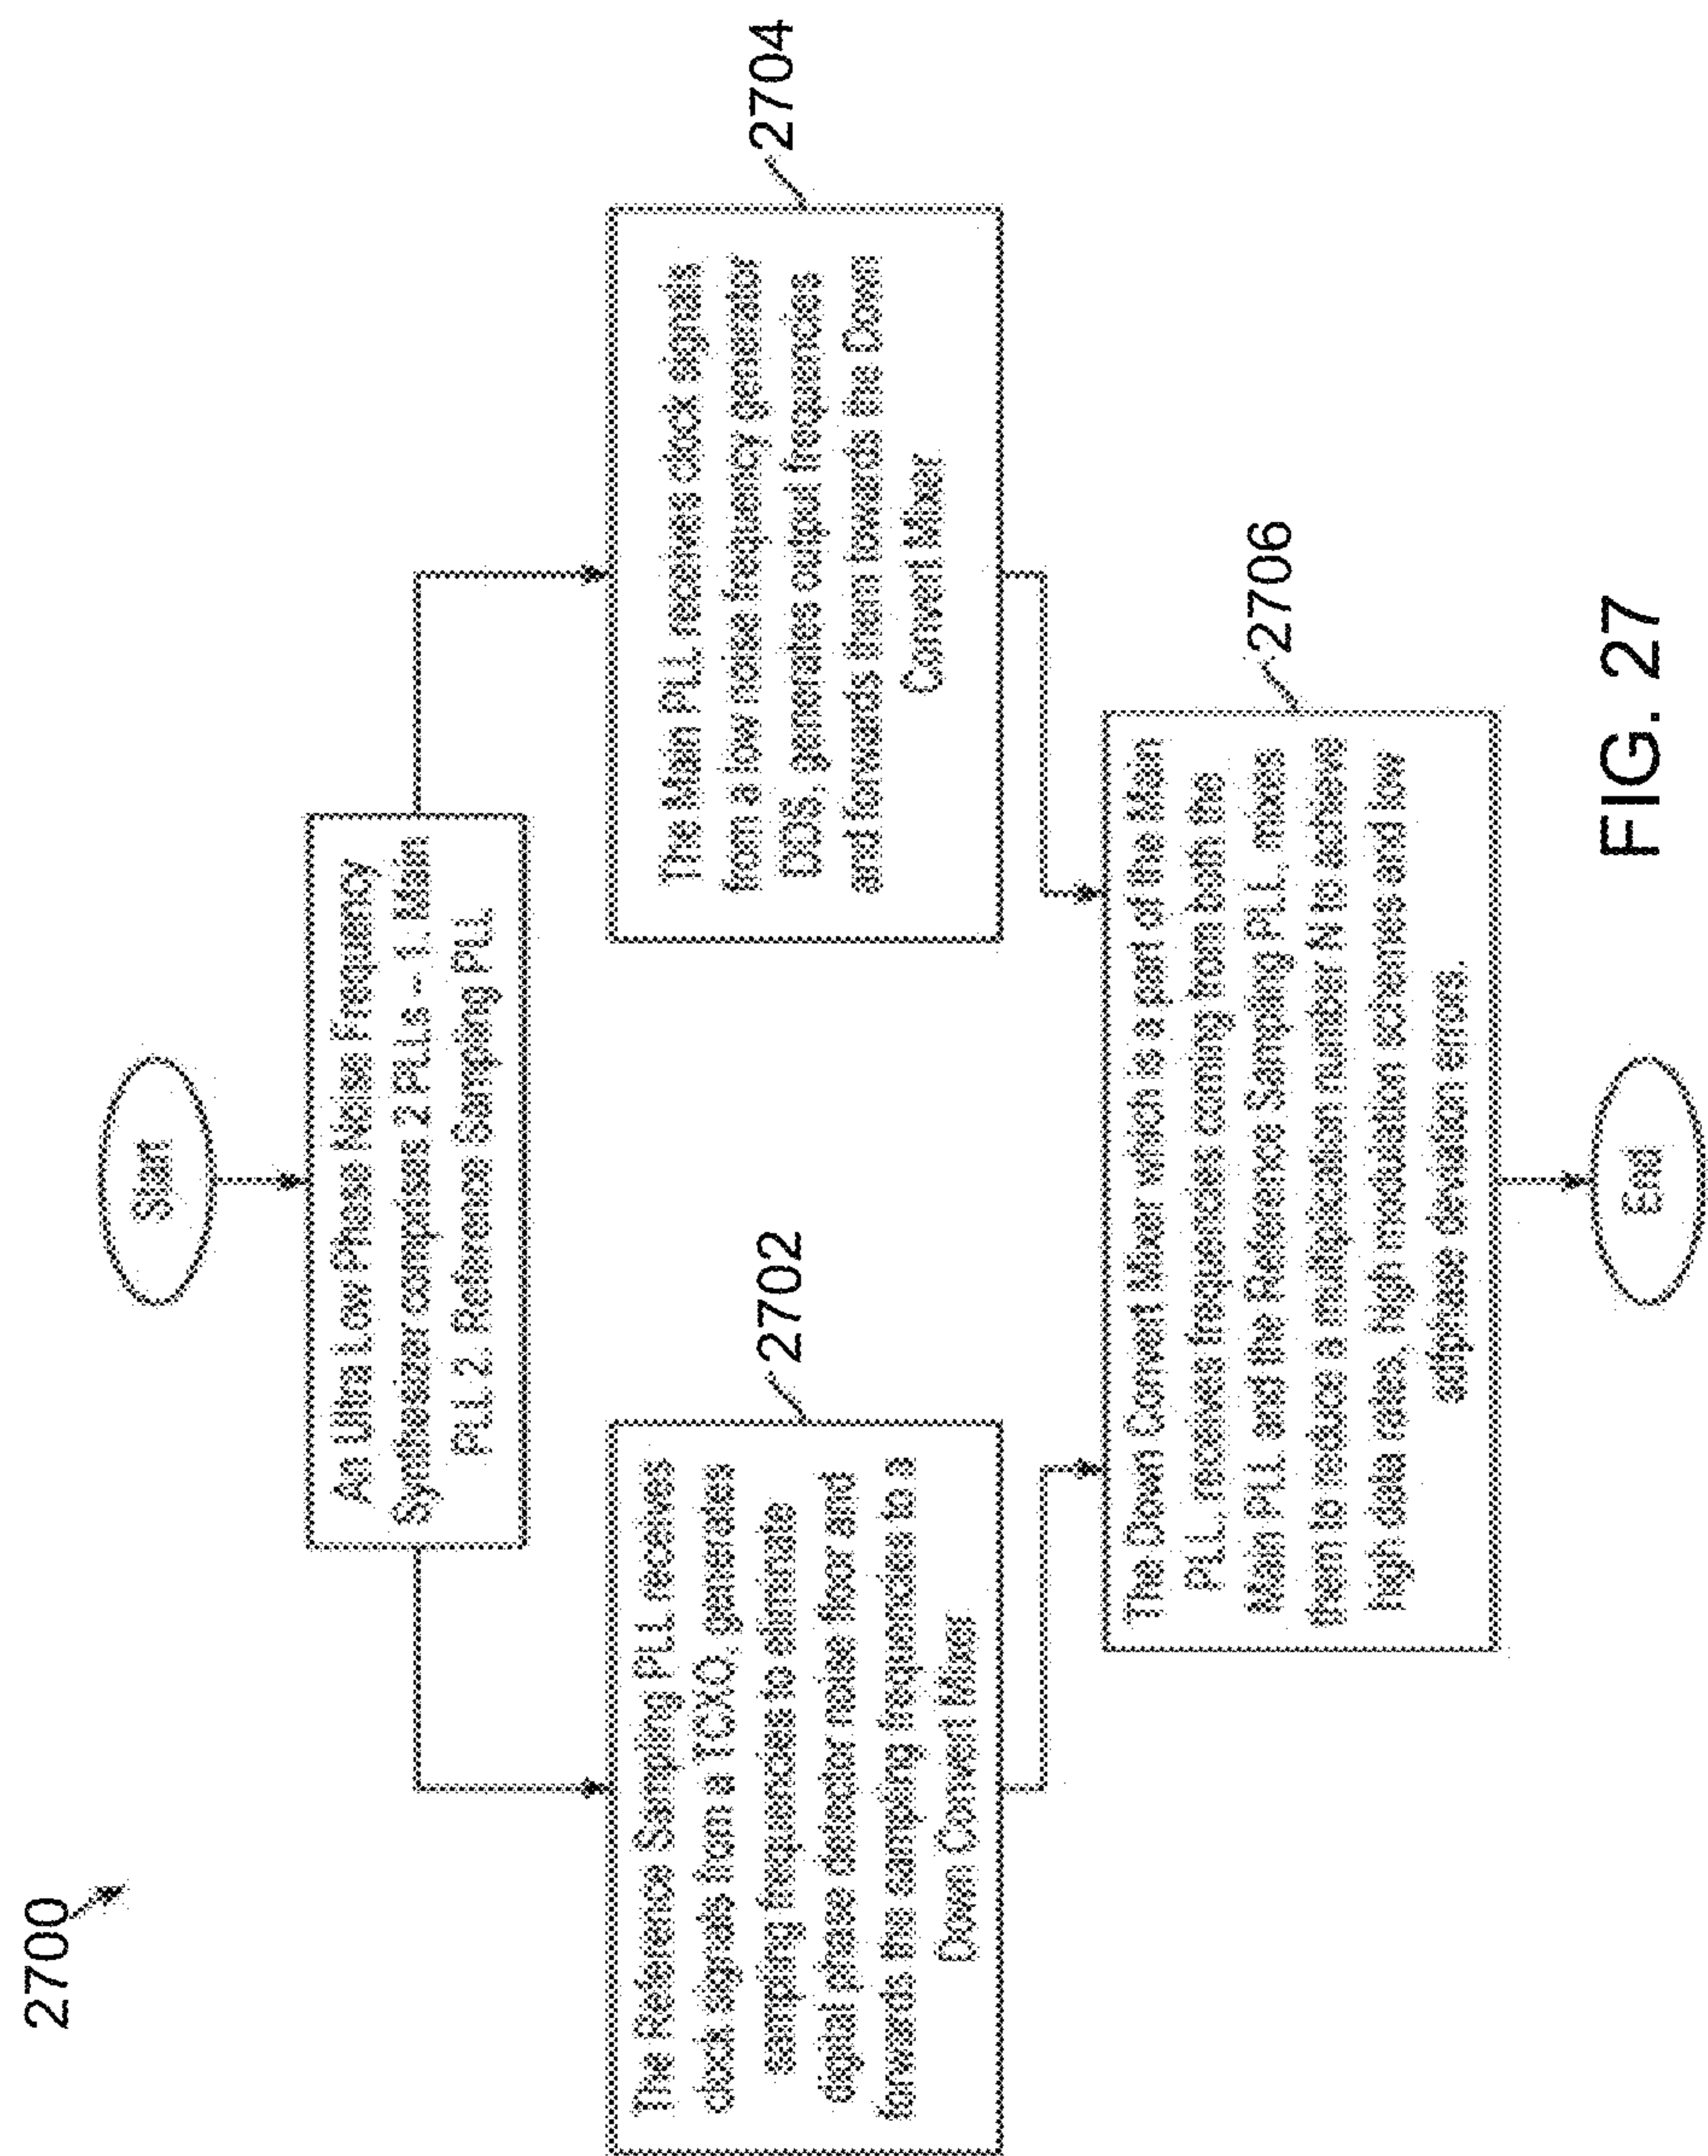 2700
Start
An Ultra Low Phase Noise Frequency
Synthesizer comprises 2 PLLs - 1. Main
PLL 2. Reference Sampling PLL
2702
The Reference Sampling PLL receives
clock signals from a TCXO, generates
sampling frequencies to eliminate
digital phase detector noise floor and
forwards the sampling frequencies to a
Down Convert Mixer
2704
The Main PLL receives clock signals
from a low noise frequency generator
DDS, generates output frequencies
and forwards them towards the Down
Convert Mixer
2706
The Down Convert Mixer which is a part of the Main
PLL, receives frequencies coming from both the
Main PLL and the Reference Sampling PLL, mixes
them to reduce a multiplication number N to achieve
high data rates, high modulation schemes and low
phase deviation errors.
End
FIG. 27